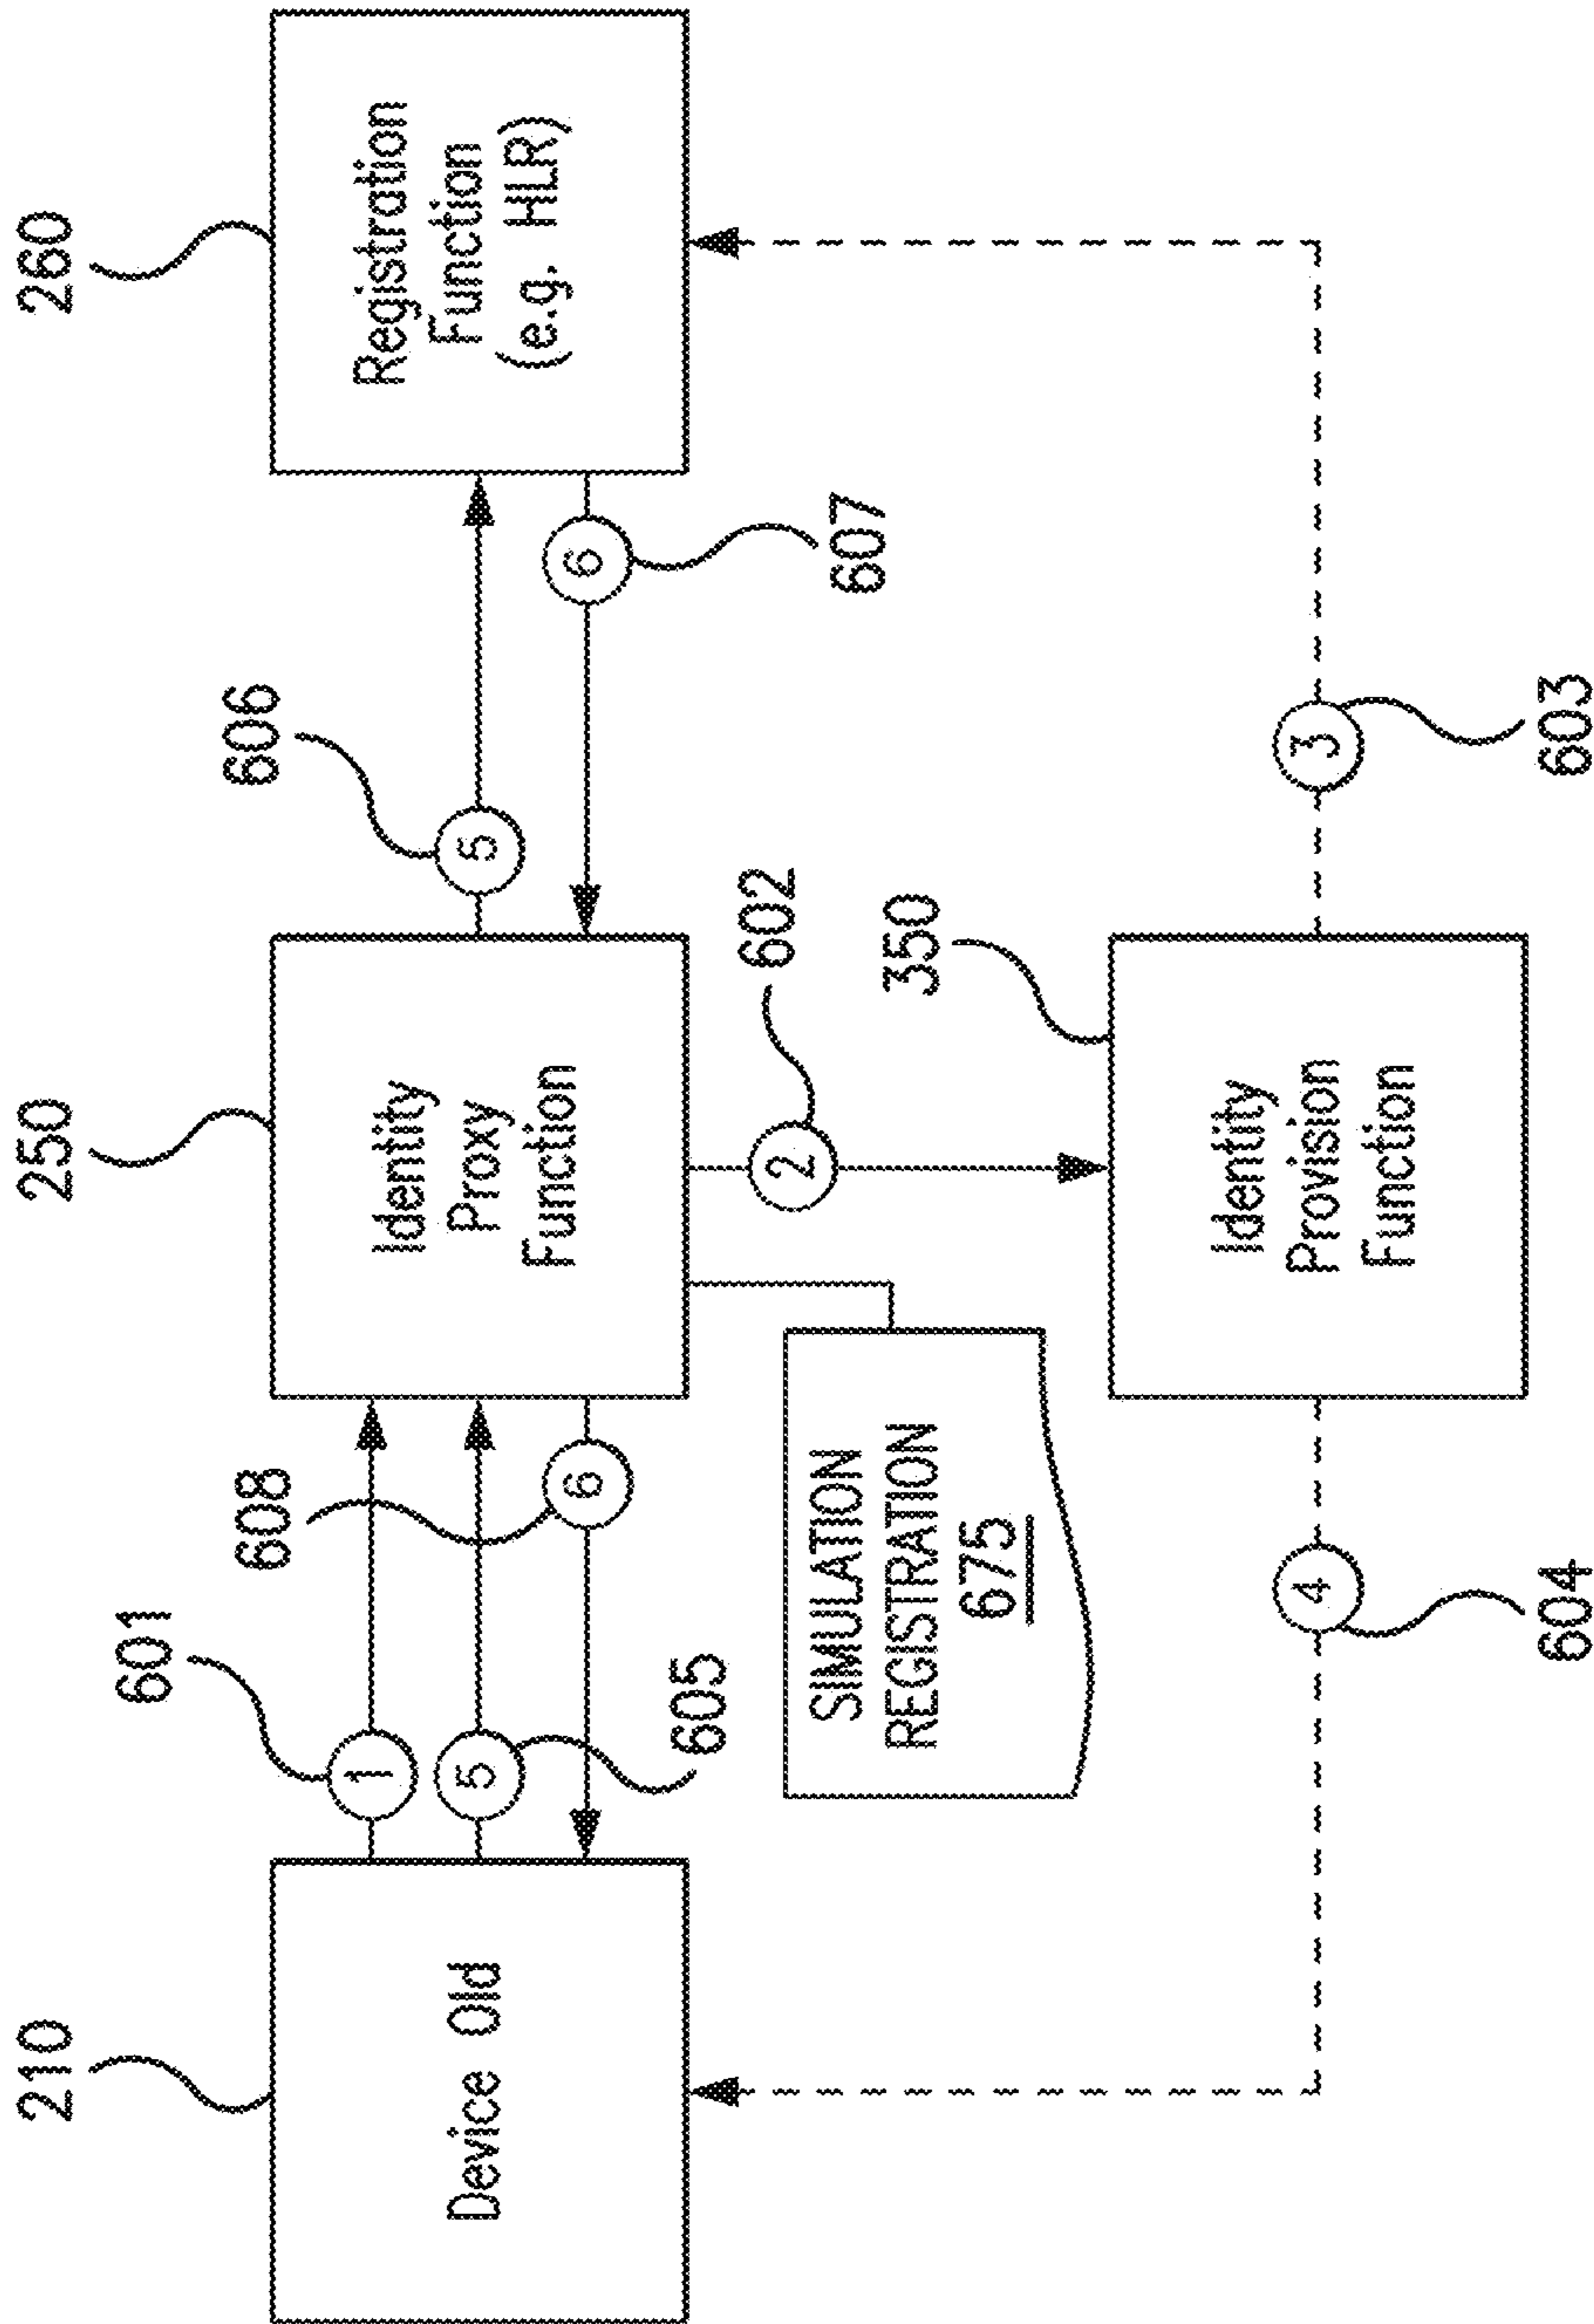 210
250
260
Device Old
Identity
Proxy
Function
Registration
Function
(e.g. HLR)
601
1
608
606
5
5
6
6
605
607
SIMULATION
REGISTRATION
675
2
602
350
Identity
Provision
Function
4
604
3
603